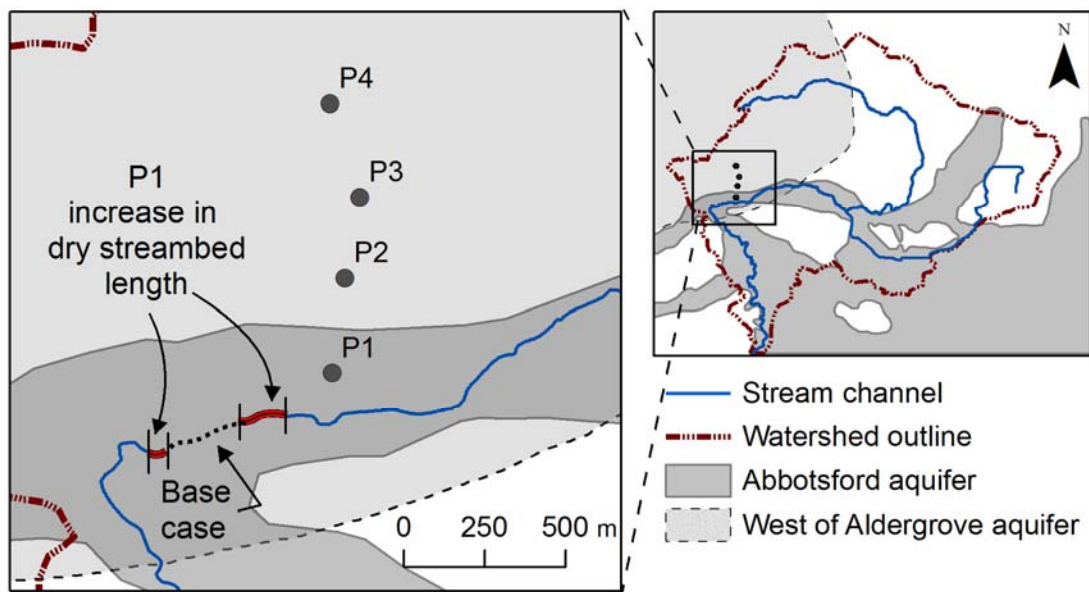 P4
P3
P2
P1
P1
increase in
dry streambed
length
Base
case
0 250 500 m
N
Stream channel
Watershed outline
Abbotsford aquifer
West of Aldergrove aquifer